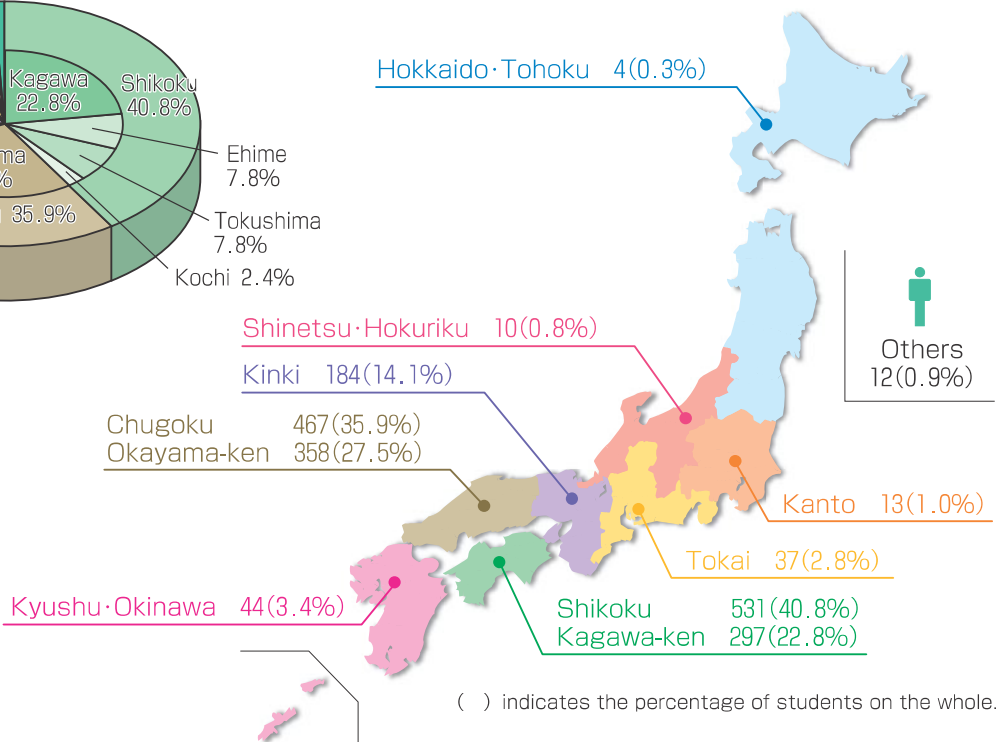 Kagawa
22.8%
Shikoku
40.8%
Ehime
7.8%
Tokushima
7.8%
Kochi 2.4%
35.9%
Hokkaido·Tohoku 4(0.3%)
Shinetsu·Hokuriku 10(0.8%)
Kinki 184(14.1%)
Chugoku 467(35.9%)
Okayama-ken 358(27.5%)
Others
12(0.9%)
Kanto 13(1.0%)
Tokai 37(2.8%)
Shikoku 531(40.8%)
Kagawa-ken 297(22.8%)
Kyushu·Okinawa 44(3.4%)
( ) indicates the percentage of students on the whole.